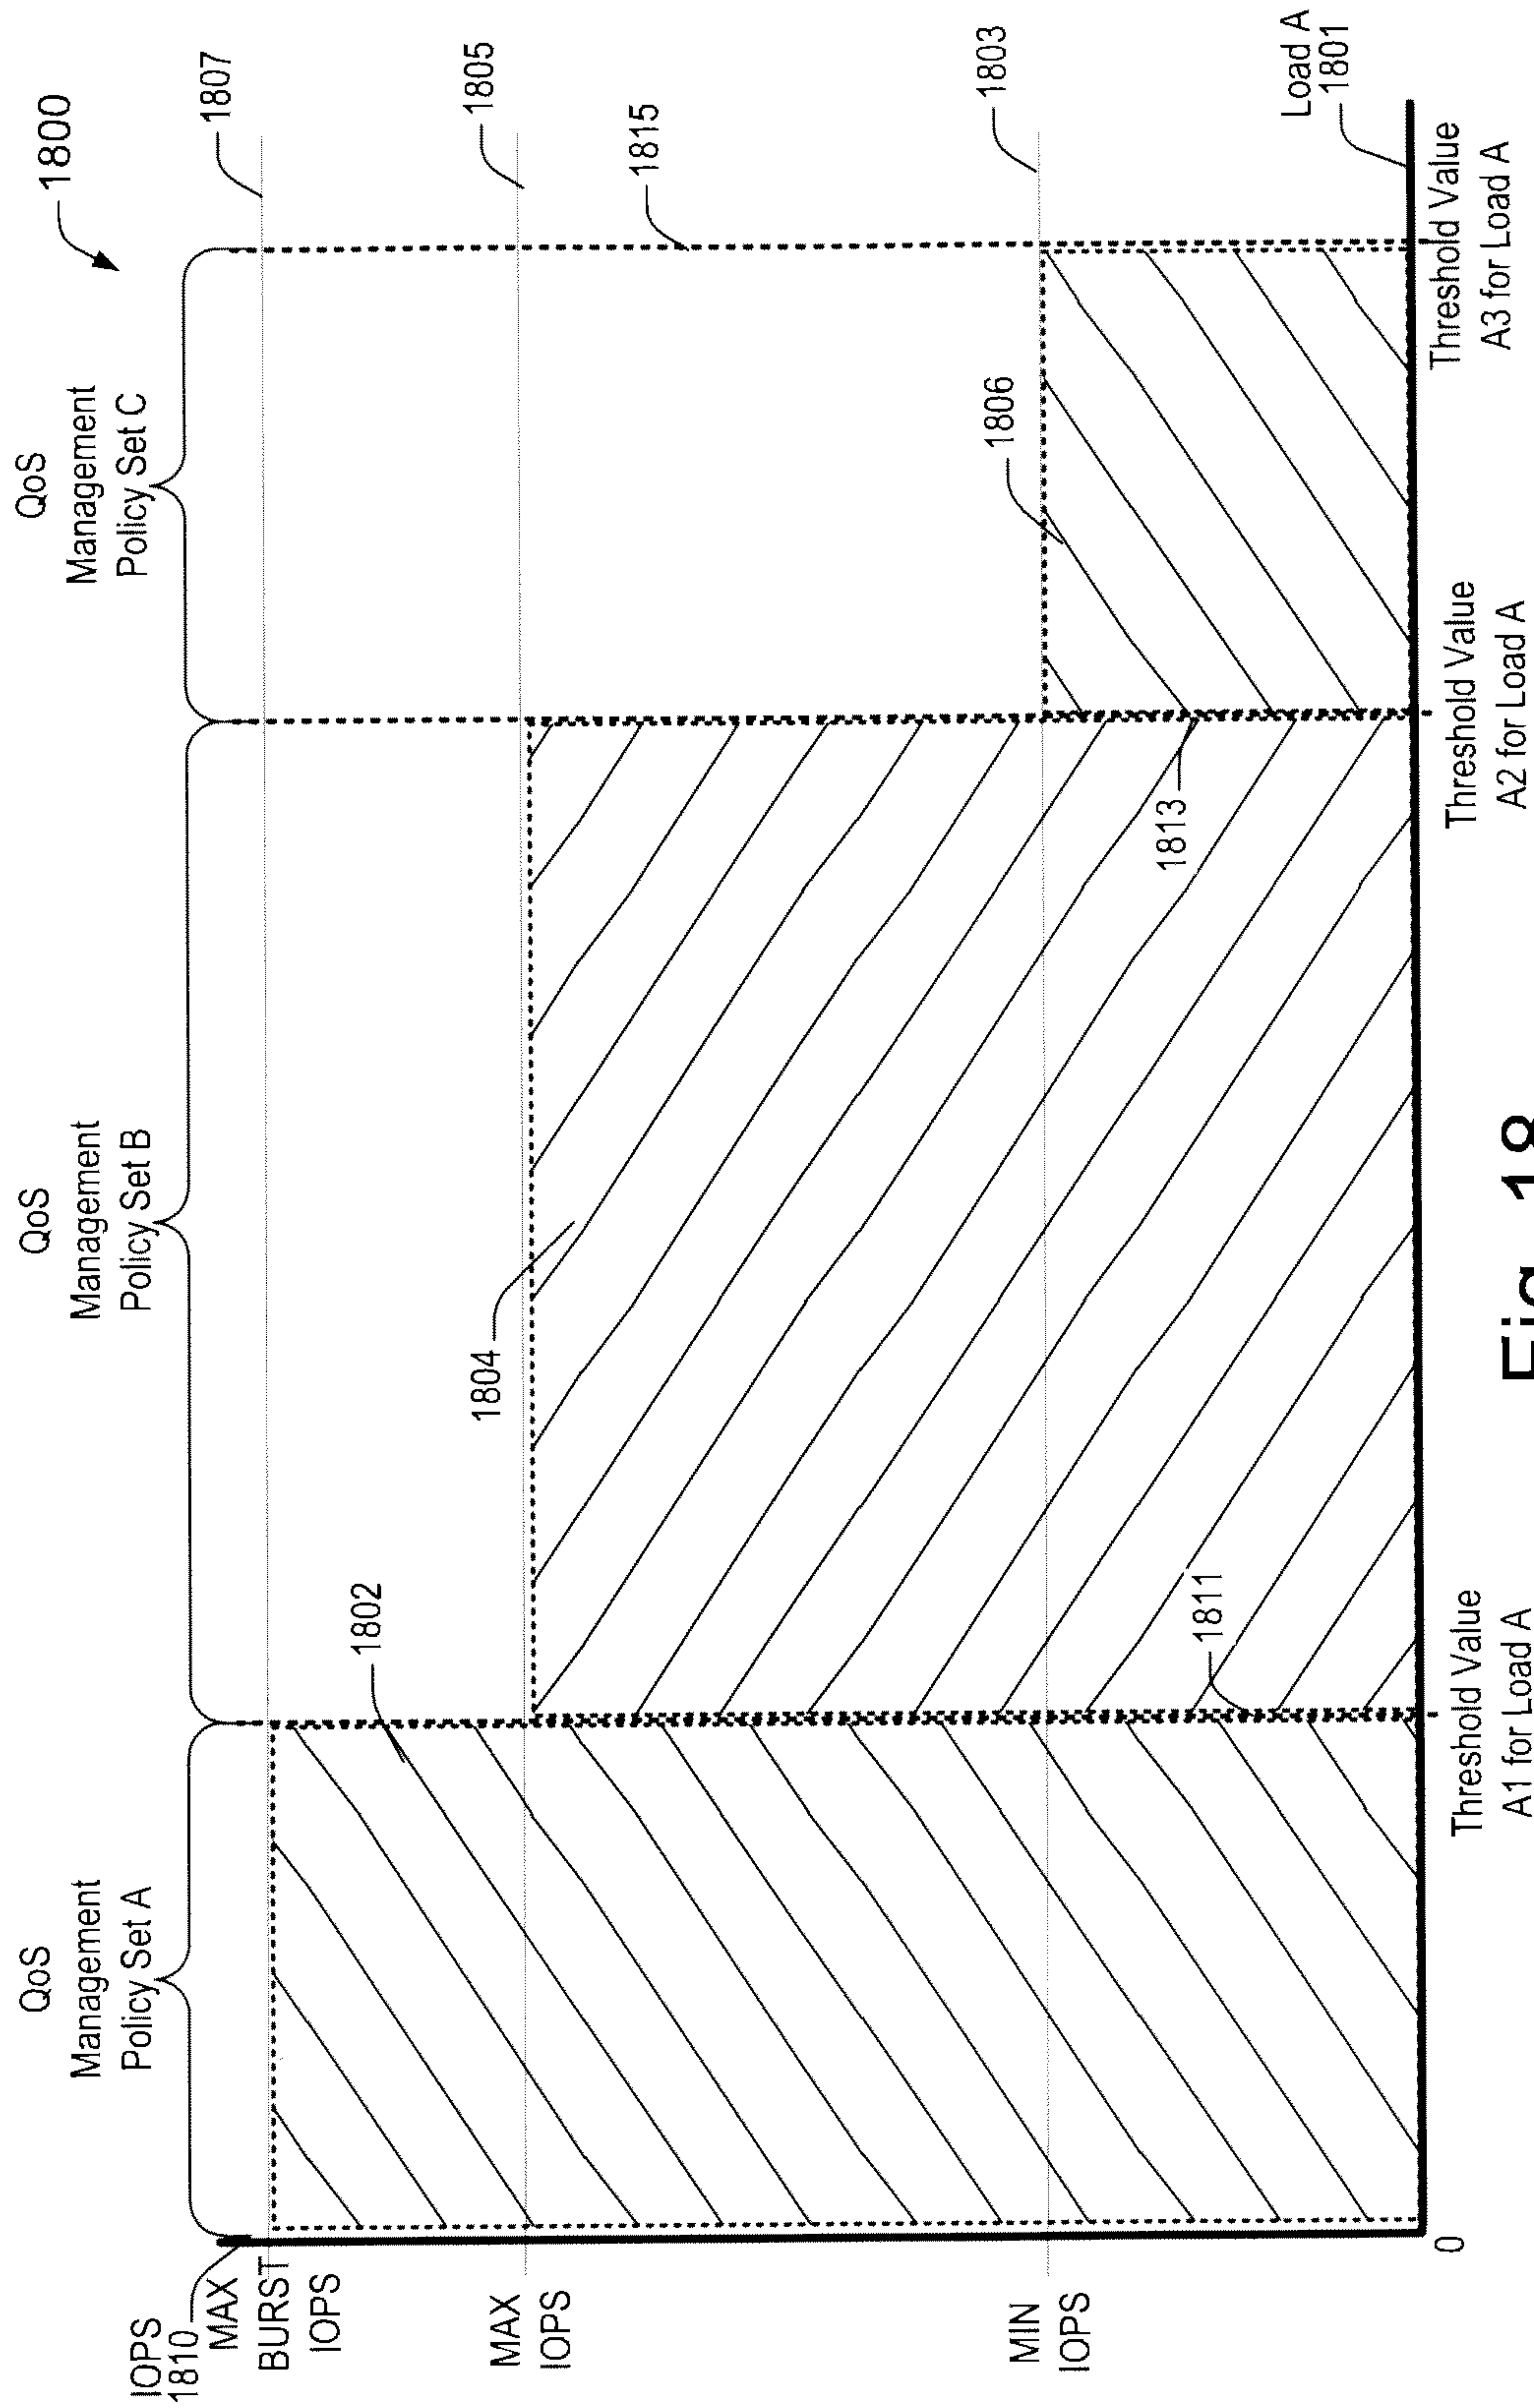 1800
QoS
Management
Policy Set A
QoS
Management
Policy Set B
QoS
Management
Policy Set C
IOPS
1810
MAX
BURST
IOPS
1807
1802
MAX
IOPS
1805
1804
1815
MIN
IOPS
1803
1806
1813
1811
Load A
1801
0
Threshold Value
A1 for Load A
Threshold Value
A2 for Load A
Threshold Value
A3 for Load A
Fig. 18